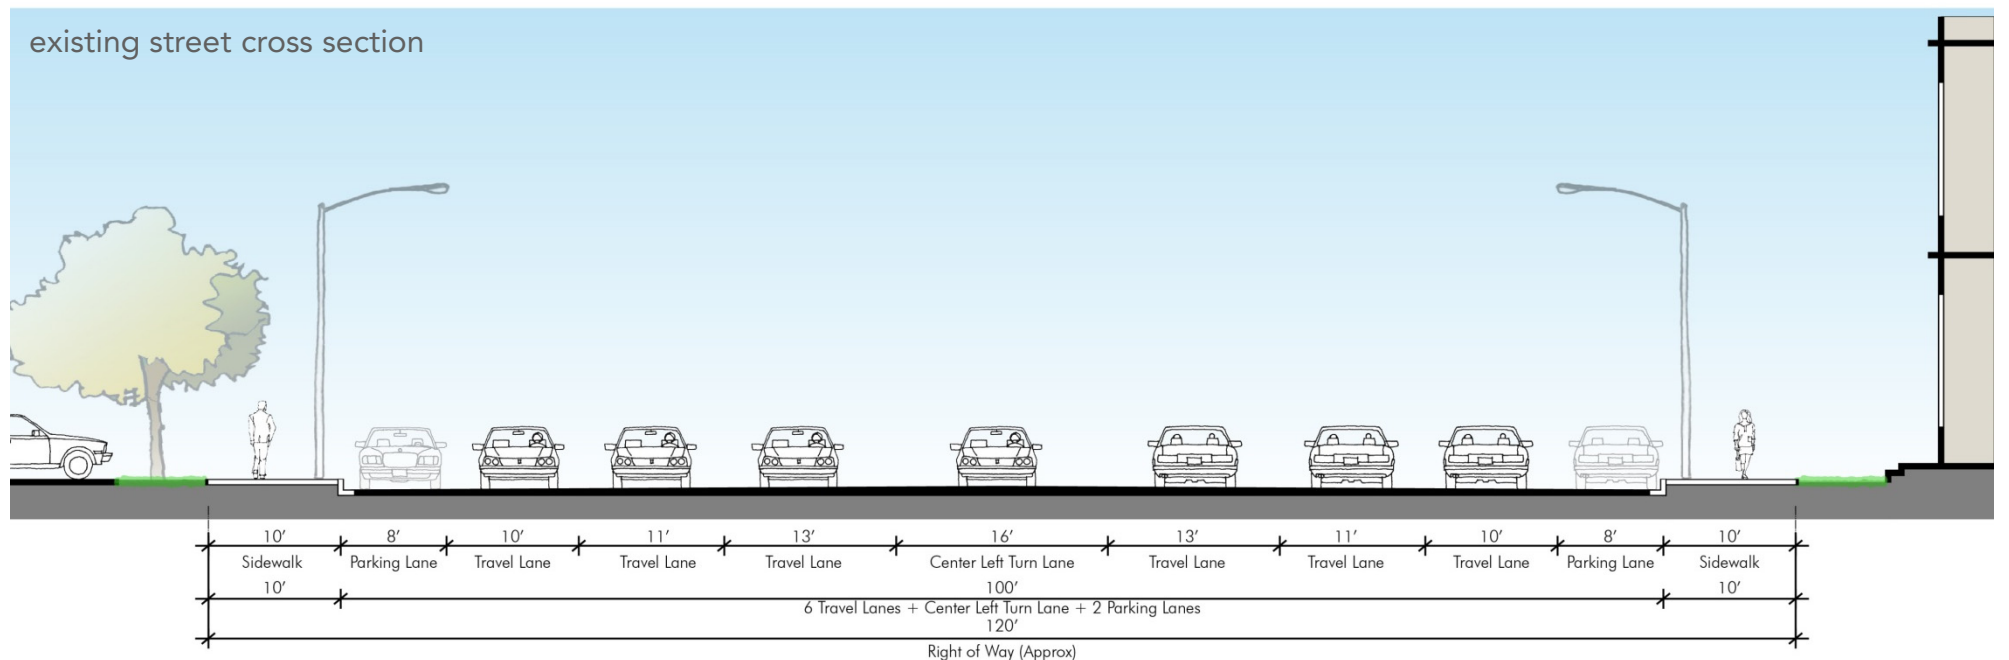 existing street cross section
10’ 8’ 10’ 11’ 13’ 16’ 13’ 11’ 10’ 8’ 10’
Sidewalk Parking Lane Travel Lane Travel Lane Travel Lane Center Left Turn Lane Travel Lane Travel Lane Travel Lane Parking Lane Sidewalk
10’ 100’ 10’
6 Travel Lanes + Center Left Turn Lane + 2 Parking Lanes
120’
Right of Way (Approx)